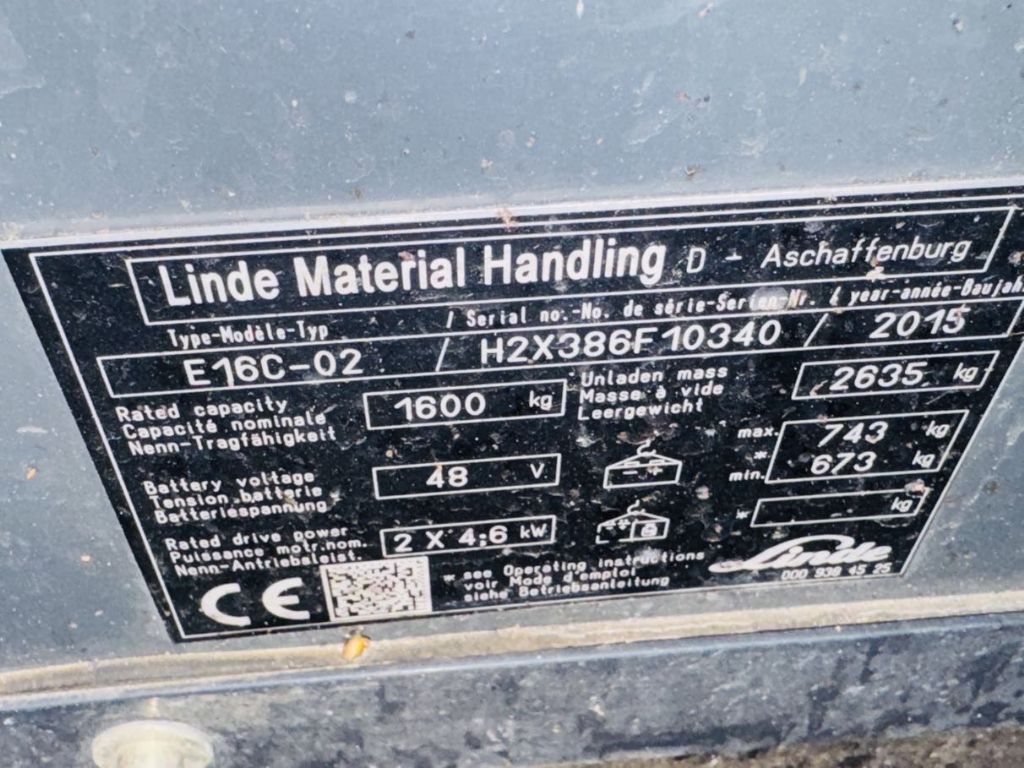 Linde Material Handling D - Aschaffenburg
Type-Modèle-Typ / Serial no.-No. de série-Serien-Nr. / year-année-Baujahr
E16C-02 / H2X386F10340 / 2015
Rated capacity
Capacité nominale
Nenn-Tragfähigkeit
1600 kg
Unladen mass
Masse à vide
Leergewicht
2635 kg
Battery voltage
Tension batterie
Batteriespannung
48 V
max. 743 kg
*
min. 673 kg
Rated drive power
Puissance motr.nom.
Nenn-Antriebsleist.
2 X 4,6 kW
* kg
CE
* see Operating instructions
voir Mode d'emploi
siehe Betriebsanleitung
Linde
000 936 45 25